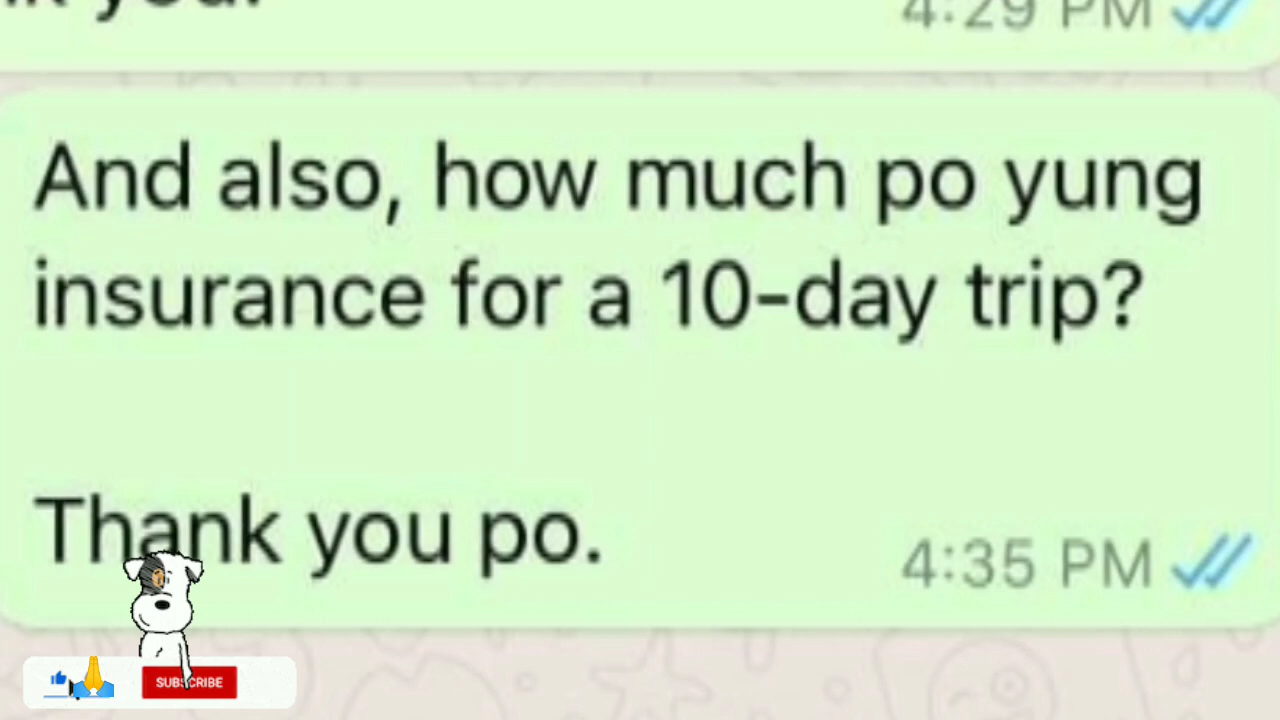 you.
4:29 PM
And also, how much po yung
insurance for a 10-day trip?
Thank you po.
4:35 PM
SUBSCRIBE